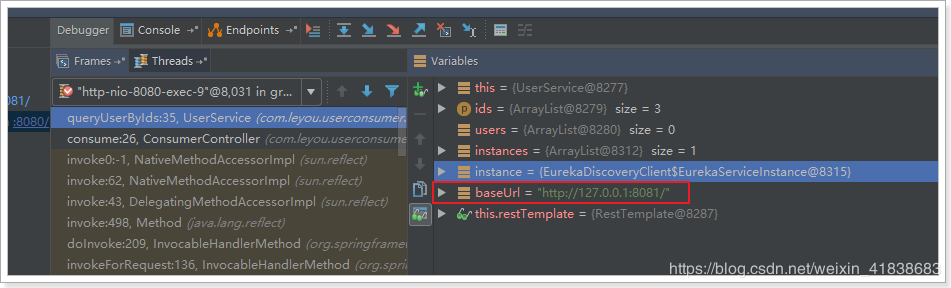 Debugger Console →* Endpoints
Frames →* Threads →* Variables
"http-nio-8080-exec-9"@8,031 in gr...
081/
:8080/
queryUserByIds:35, UserService (com.leyou.userconsumer.
consume:26, ConsumerController (com.leyou.userconsume
invoke0:-1, NativeMethodAccessorImpl (sun.reflect)
invoke:62, NativeMethodAccessorImpl (sun.reflect)
invoke:43, DelegatingMethodAccessorImpl (sun.reflect)
invoke:498, Method (java.lang.reflect)
doInvoke:209, InvocableHandlerMethod (org.springfram
invokeForRequest:136, InvocableHandlerMethod (org.spr
this = {UserService@8277}
ids = {ArrayList@8279} size = 3
users = {ArrayList@8280} size = 0
instances = {ArrayList@8312} size = 1
instance = {EurekaDiscoveryClient$EurekaServiceInstance@8315}
baseUrl = "http://127.0.0.1:8081/"
this.restTemplate = {RestTemplate@8287}
https://blog.csdn.net/weixin_41838683